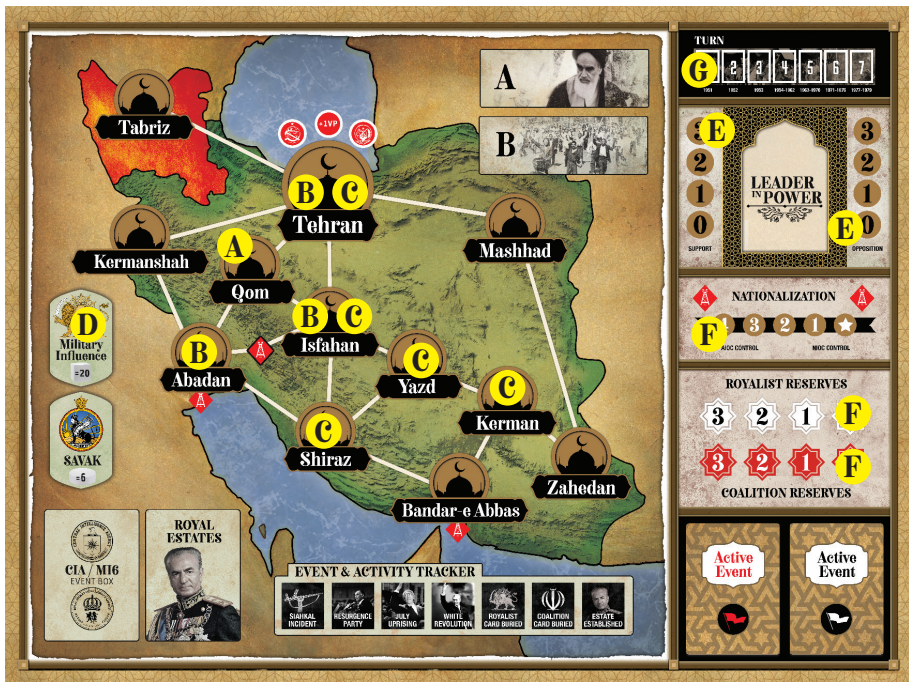 A
B
Tabriz
+1VP
B C
Tehran
Mashhad
Kermanshah
A
Qom
B C
Isfahan
B
Abadan
C
Yazd
C
Kerman
C
Shiraz
Zahedan
Bandar-e Abbas
D
Military
Influence
=20
SAVAK
=6
CIA / MI6
EVENT BOX
ROYAL
ESTATES
EVENT & ACTIVITY TRACKER
SIAHKAL
INCIDENT
RESURGENCE
PARTY
JULY
UPRISING
WHITE
REVOLUTION
ROYALIST
CARD BURIED
COALITION
CARD BURIED
ESTATE
ESTABLISHED
TURN
G 2 3 4 5 6 7
1951 1952 1953 1954-1962 1963-1970 1971-1976 1977-1979
E 3
2 2
1 1
0 E
SUPPORT OPPOSITION
LEADER
IN POWER
NATIONALIZATION
F 3 2 1
AIOC CONTROL NIOC CONTROL
ROYALIST RESERVES
3 2 1 F
3 2 1 F
COALITION RESERVES
Active
Event
Active
Event